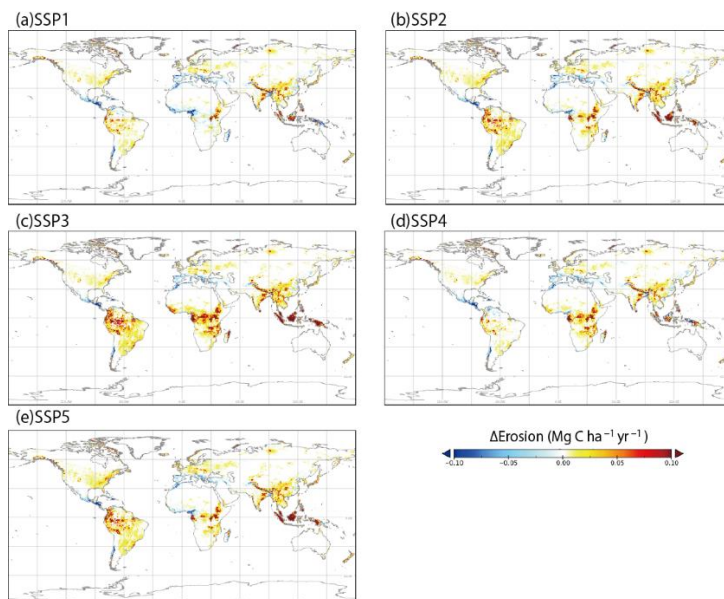 (a)SSP1
(b)SSP2
(c)SSP3
(d)SSP4
(e)SSP5
ΔErosion (Mg C ha⁻¹ yr⁻¹)
−0.10 −0.05 0.00 0.05 0.10